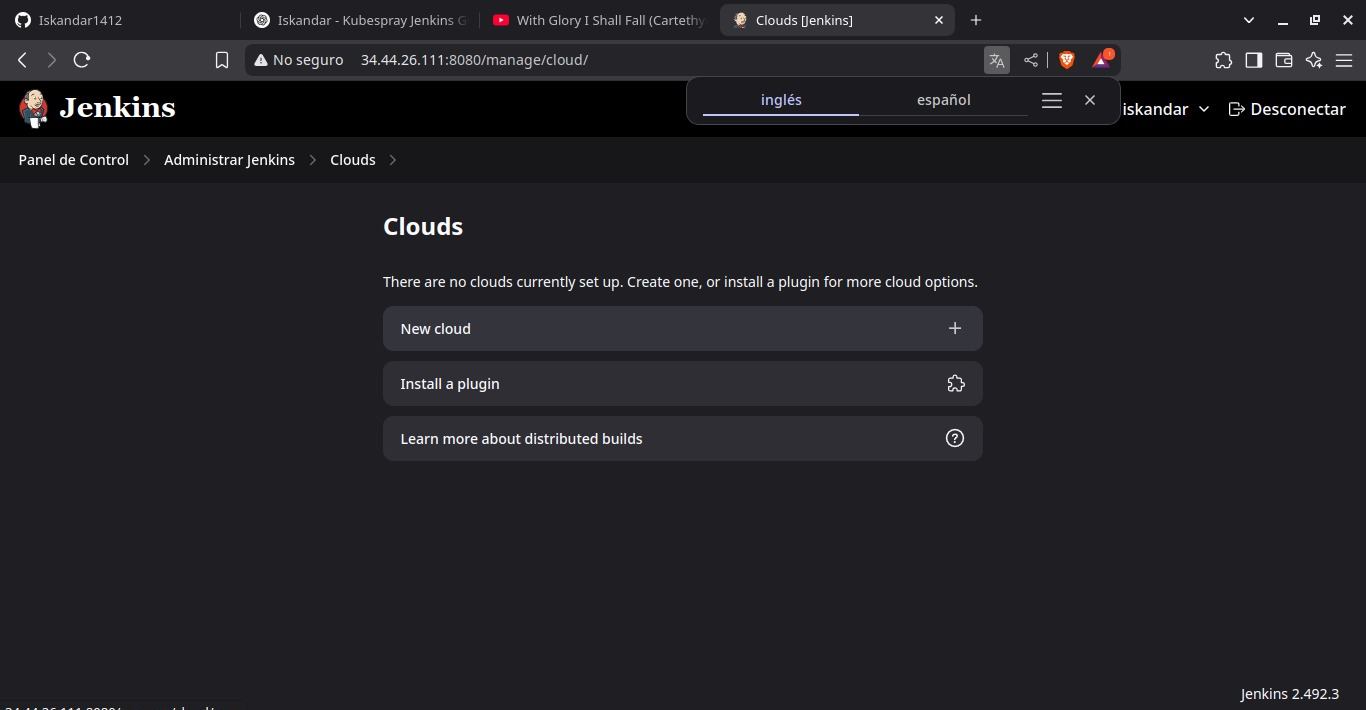 Iskandar1412
Iskandar - Kubespray Jenkins G
With Glory I Shall Fall (Cartethy
Clouds [Jenkins]
No seguro 34.44.26.111:8080/manage/cloud/
Jenkins
inglés español
iskandar Desconectar
Panel de Control Administrar Jenkins Clouds
Clouds
There are no clouds currently set up. Create one, or install a plugin for more cloud options.
New cloud
Install a plugin
Learn more about distributed builds
Jenkins 2.492.3